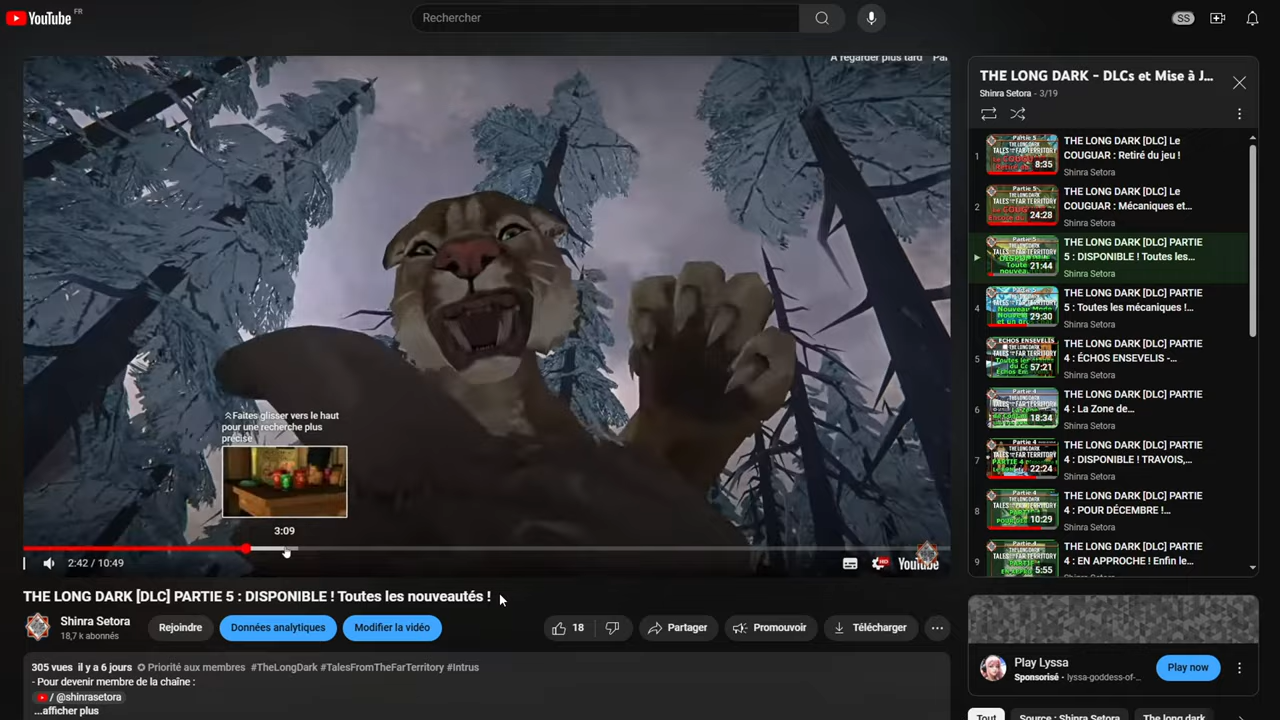 YouTube FR
Rechercher
SS
À regarder plus tard
Faites glisser vers le haut
pour une recherche plus
précise
3:09
2:42 / 10:49
HD
YouTube
THE LONG DARK [DLC] PARTIE 5 : DISPONIBLE ! Toutes les nouveautés !
Shinra Setora
18,7 k abonnés
Rejoindre
Données analytiques
Modifier la vidéo
18
Partager
Promouvoir
Télécharger
305 vues il y a 6 jours Priorité aux membres #TheLongDark #TalesFromTheFarTerritory #Intrus
- Pour devenir membre de la chaîne :
/ @shinrasetora
...afficher plus
THE LONG DARK - DLCs et Mise à J...
Shinra Setora - 3/19
1
8:35
THE LONG DARK [DLC] Le
COUGUAR : Retiré du jeu !
Shinra Setora
2
24:28
THE LONG DARK [DLC] Le
COUGUAR : Mécaniques et...
Shinra Setora
21:44
THE LONG DARK [DLC] PARTIE
5 : DISPONIBLE ! Toutes les...
Shinra Setora
4
29:30
THE LONG DARK [DLC] PARTIE
5 : Toutes les mécaniques !...
Shinra Setora
5
57:21
THE LONG DARK [DLC] PARTIE
4 : ÉCHOS ENSEVELIS -...
Shinra Setora
6
18:34
THE LONG DARK [DLC] PARTIE
4 : La Zone de...
Shinra Setora
7
22:24
THE LONG DARK [DLC] PARTIE
4 : DISPONIBLE ! TRAVOIS,...
Shinra Setora
8
10:29
THE LONG DARK [DLC] PARTIE
4 : POUR DÉCEMBRE !...
Shinra Setora
9
5:55
THE LONG DARK [DLC] PARTIE
4 : EN APPROCHE ! Enfin le...
Play Lyssa
Sponsorisé · lyssa-goddess-of-...
Play now
Tout
Source : Shinra Setora
The long dark